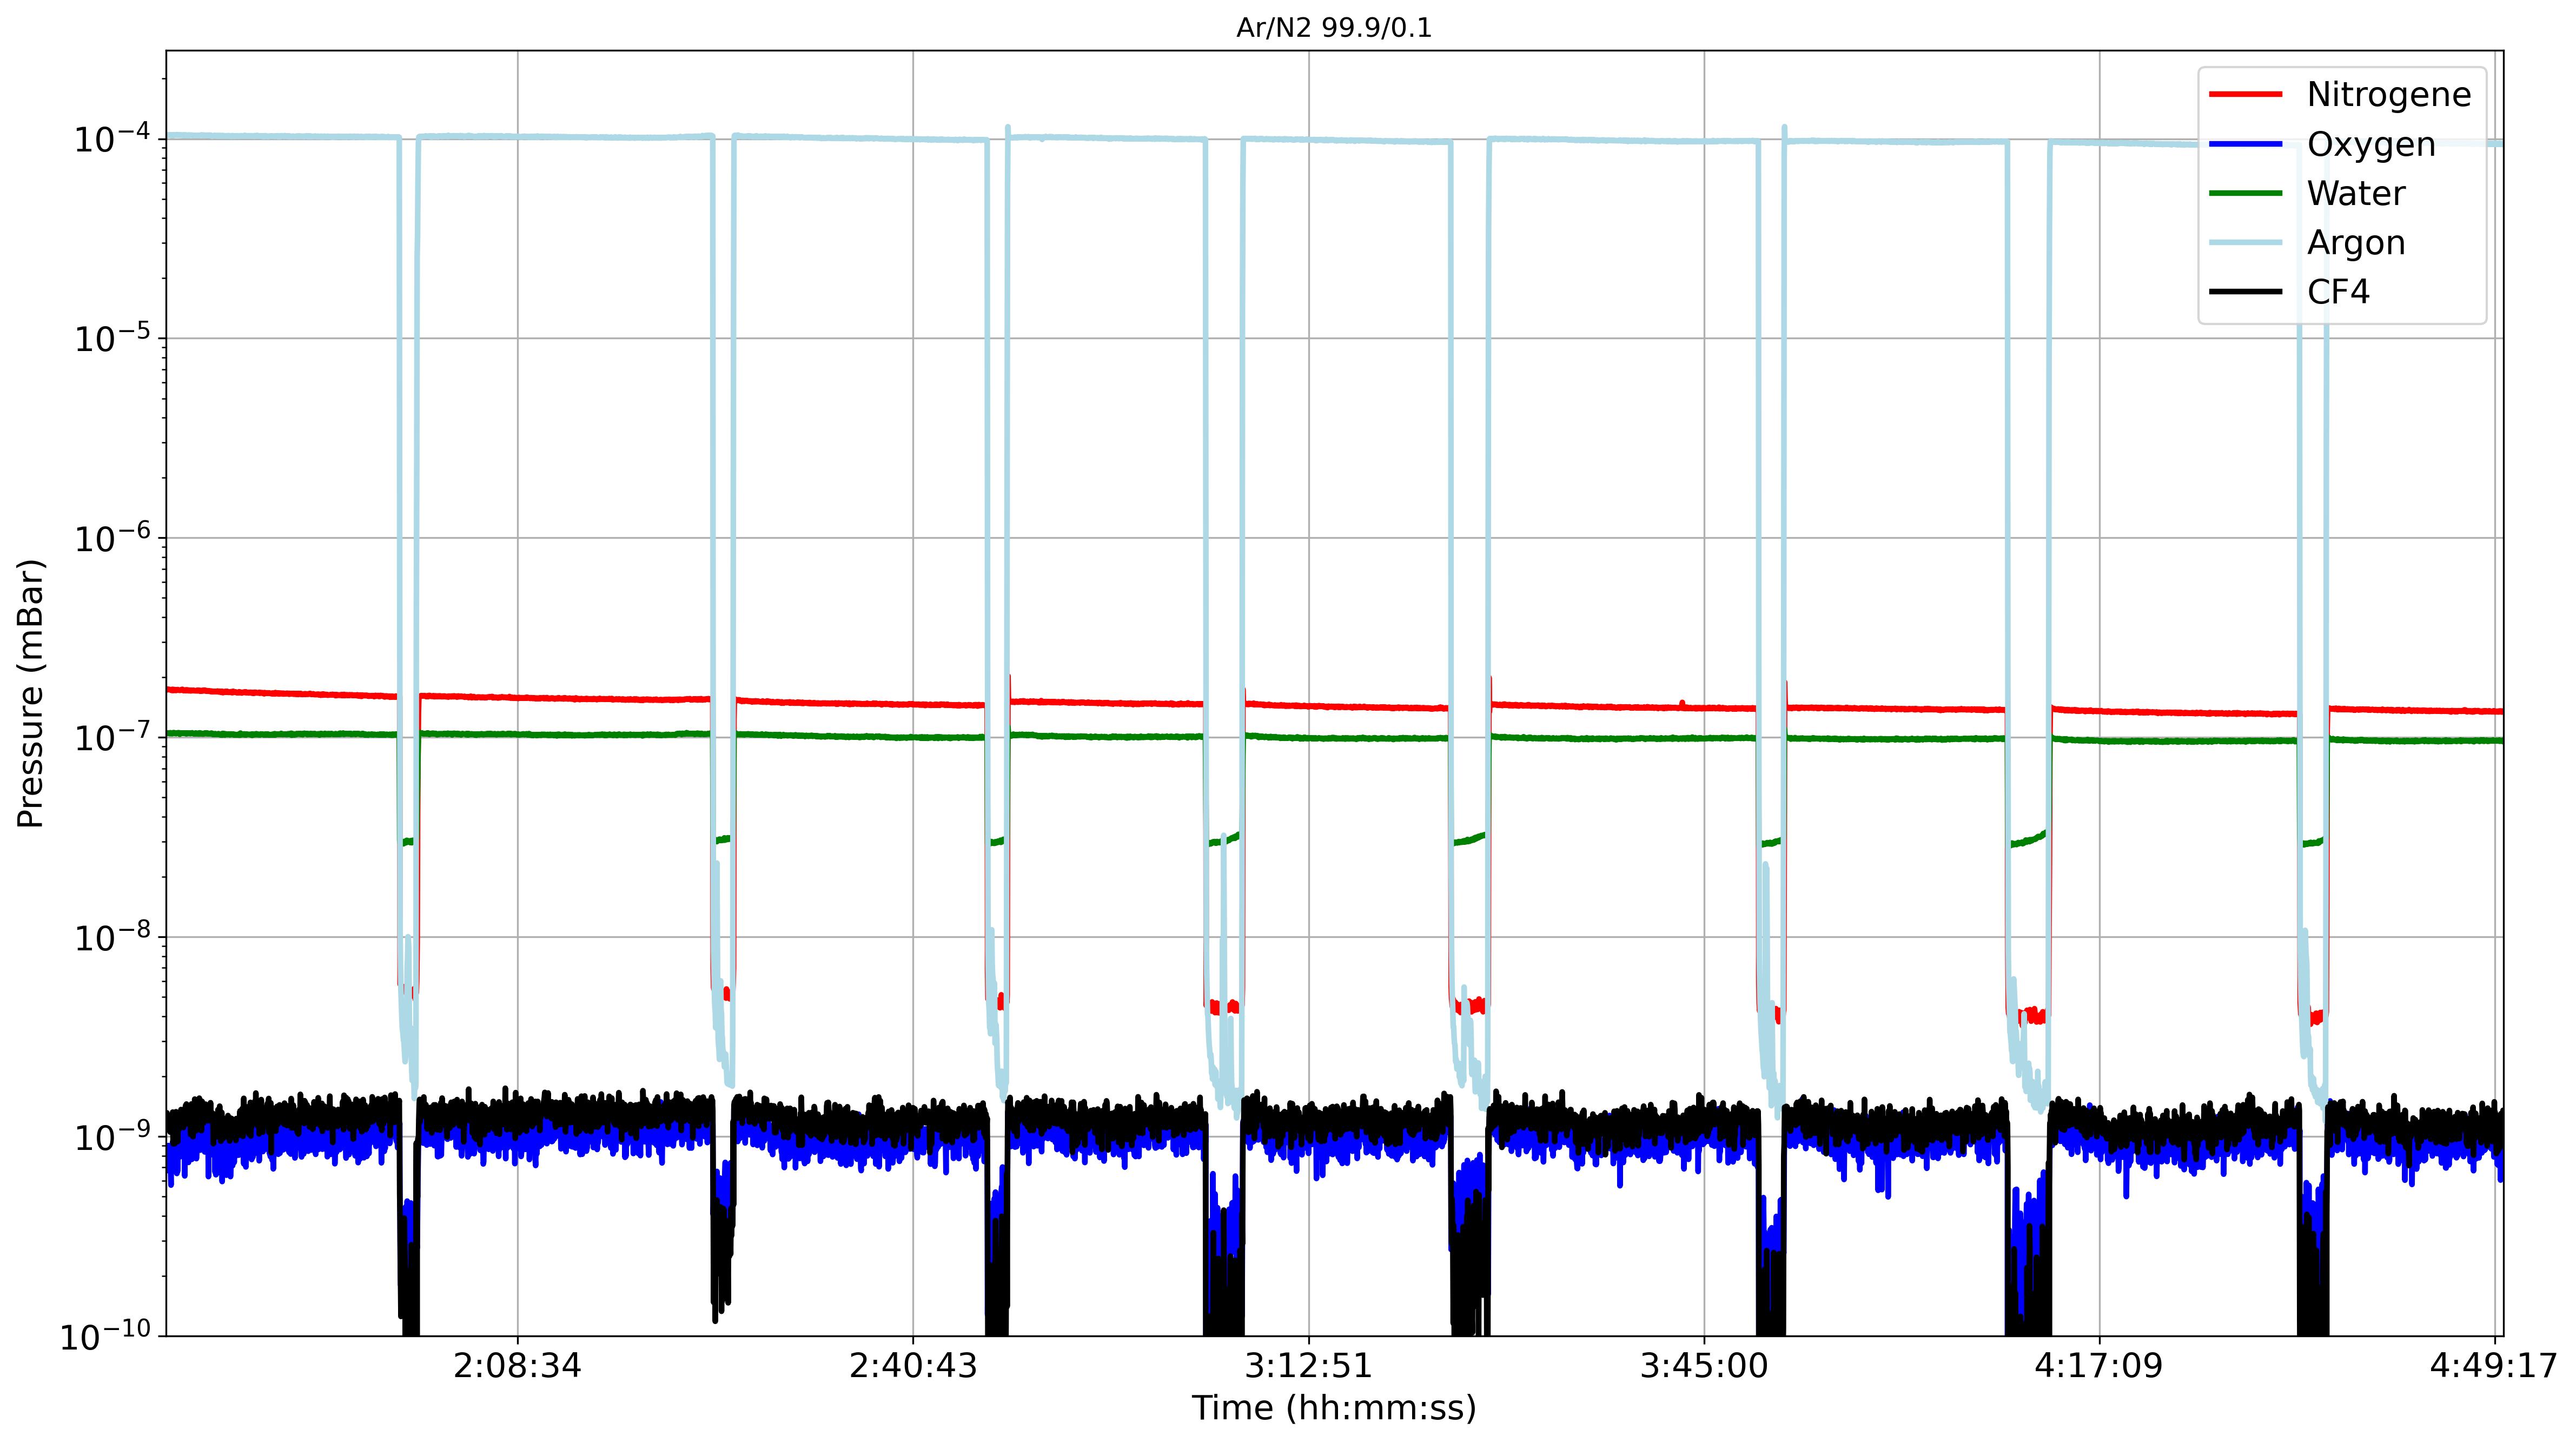 Ar/N2 99.9/0.1
Nitrogene
Oxygen
Water
Argon
CF4
Pressure (mBar)
10⁻⁴
10⁻⁵
10⁻⁶
10⁻⁷
10⁻⁸
10⁻⁹
10⁻¹⁰
2:08:34 2:40:43 3:12:51 3:45:00 4:17:09 4:49:17
Time (hh:mm:ss)